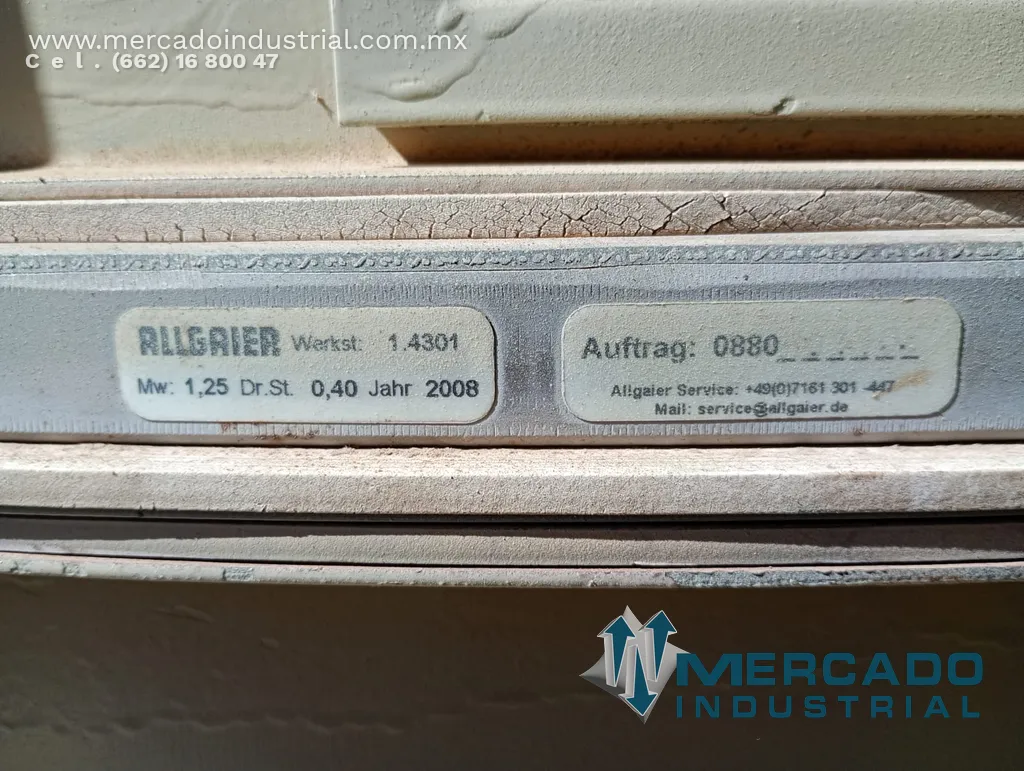 www.mercadoindustrial.com.mx
Cel. (662) 16 800 47
ALLGAIER Werkst: 1.4301
Mw: 1,25 Dr.St. 0,40 Jahr 2008
Auftrag: 0880_ _ _ _ _ _
Allgaier Service: +49(0)7161 301 -447
Mail: service@allgaier.de
MERCADO
INDUSTRIAL